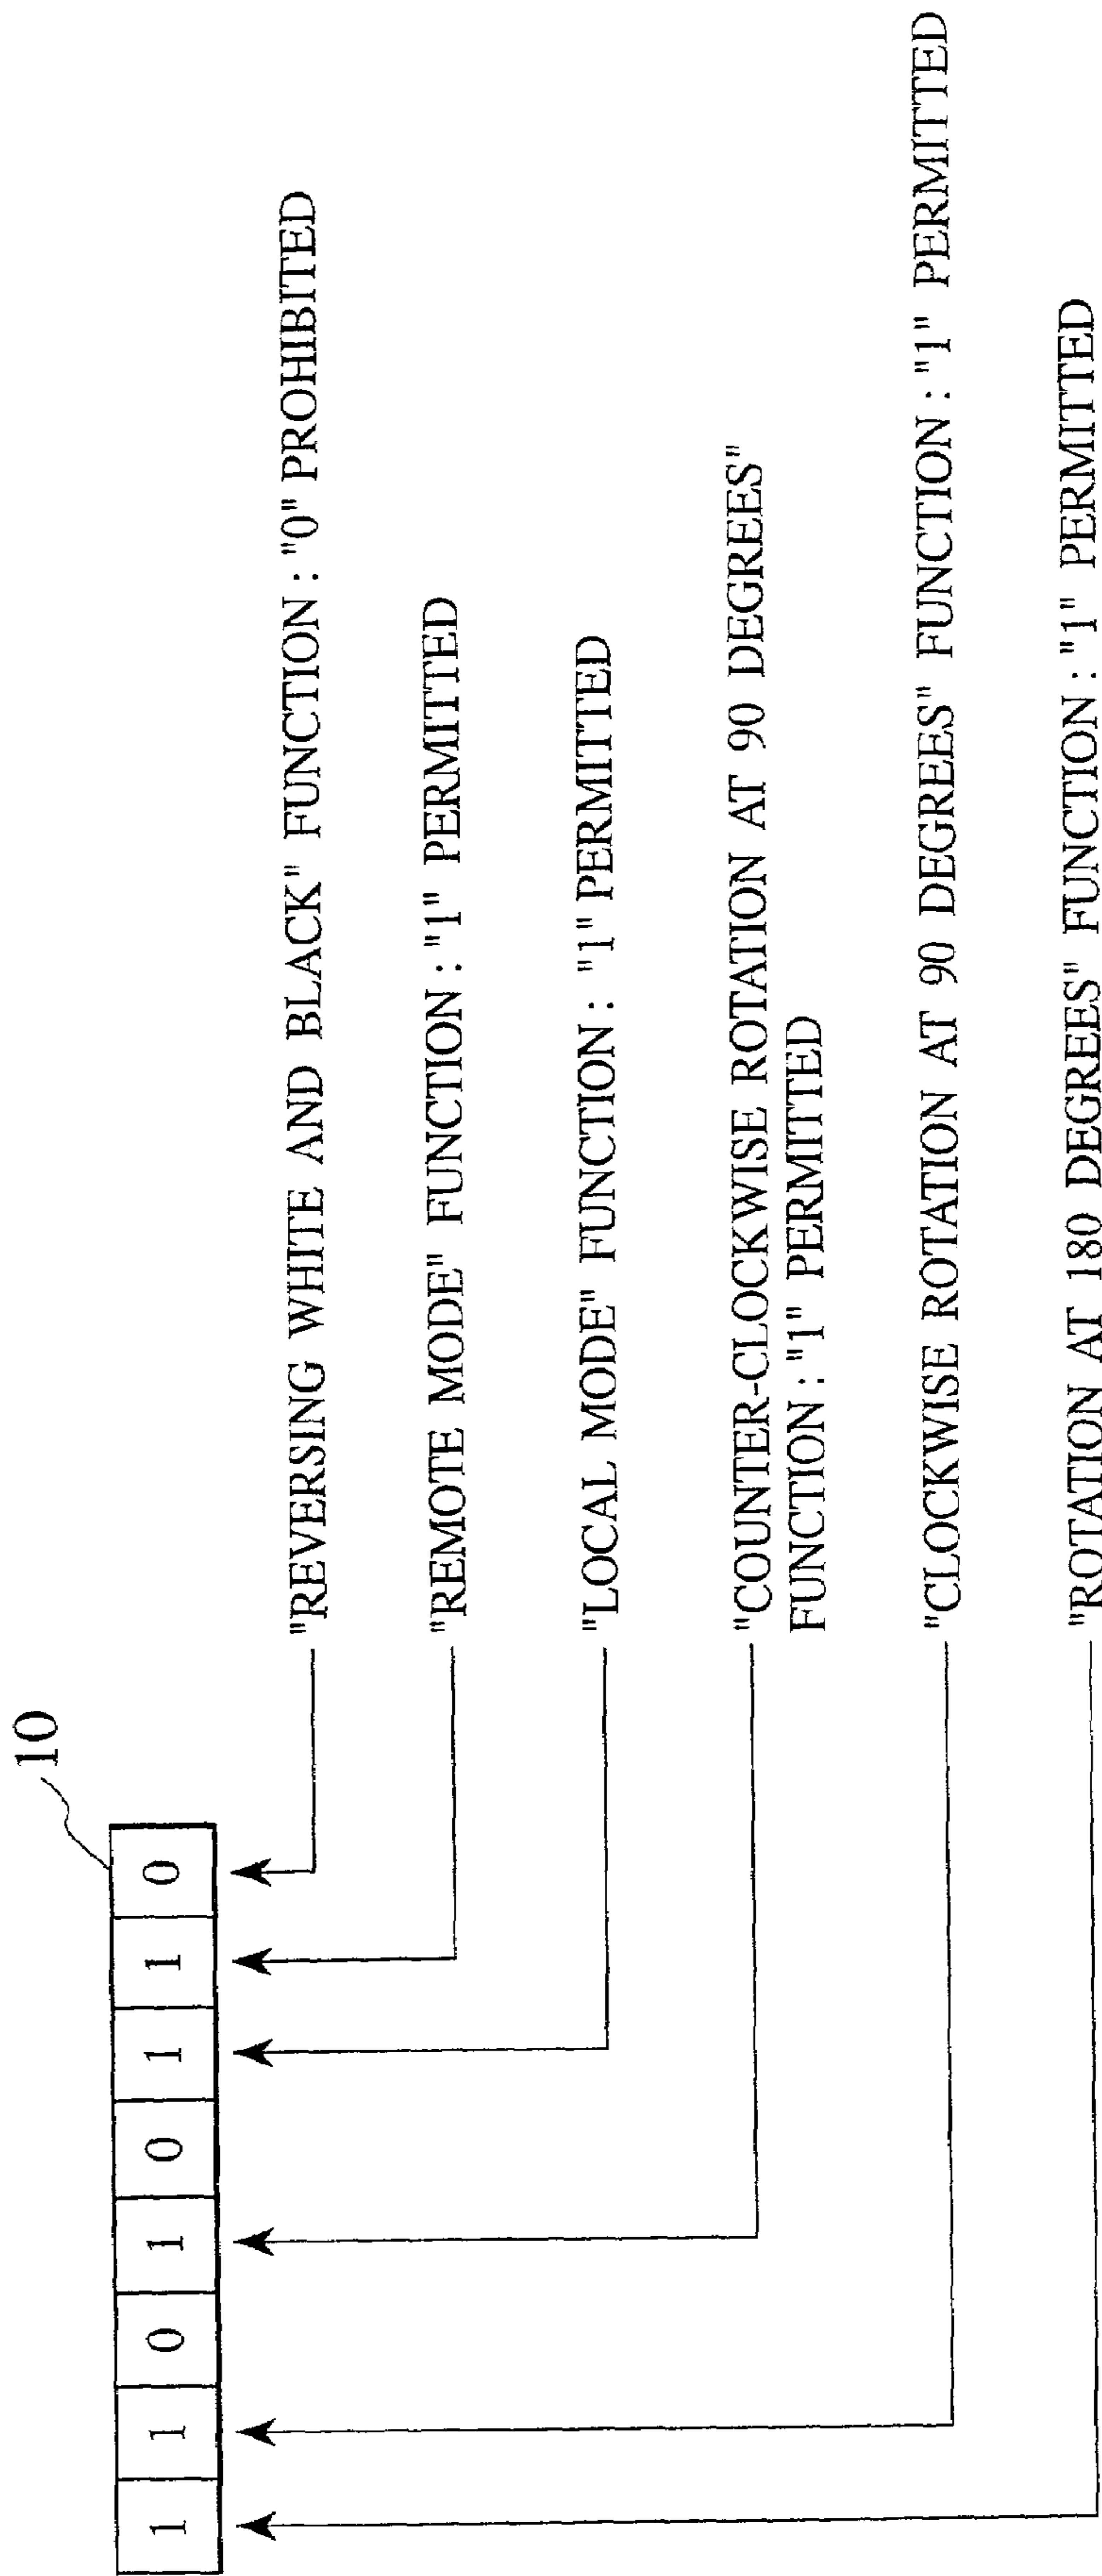 10
1 1 0 1 0 1 1 0
"REVERSING WHITE AND BLACK" FUNCTION : "0" PROHIBITED
"REMOTE MODE" FUNCTION : "1" PERMITTED
"LOCAL MODE" FUNCTION : "1" PERMITTED
"COUNTER-CLOCKWISE ROTATION AT 90 DEGREES"
FUNCTION : "1" PERMITTED
"CLOCKWISE ROTATION AT 90 DEGREES" FUNCTION : "1" PERMITTED
"ROTATION AT 180 DEGREES" FUNCTION : "1" PERMITTED